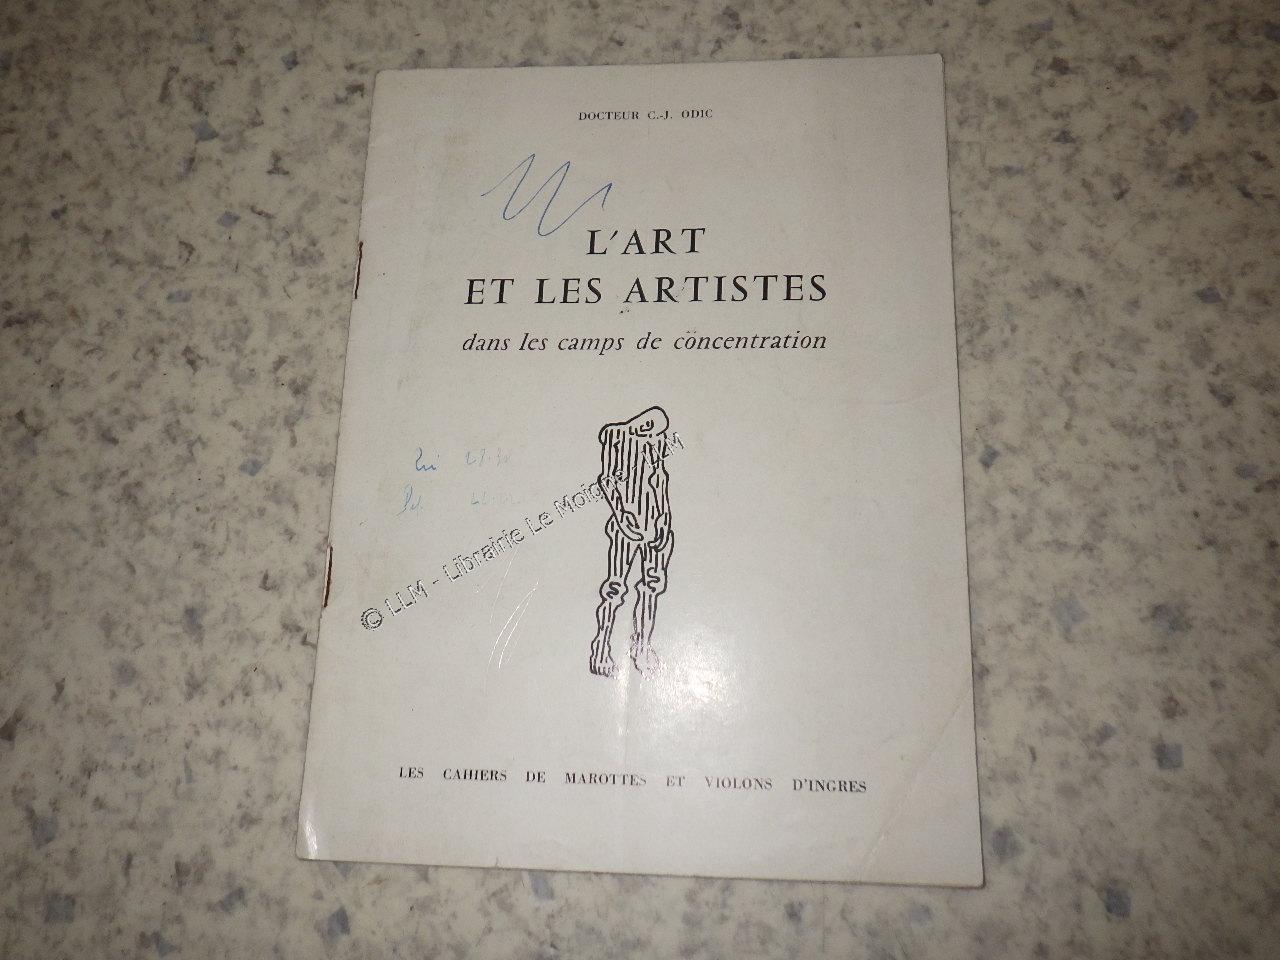 DOCTEUR C.-J. ODIC
L'ART
ET LES ARTISTES
dans les camps de concentration
© LLM - Librairie Le Moigne / LLM
LES CAHIERS DE MAROTTES ET VIOLONS D'INGRES